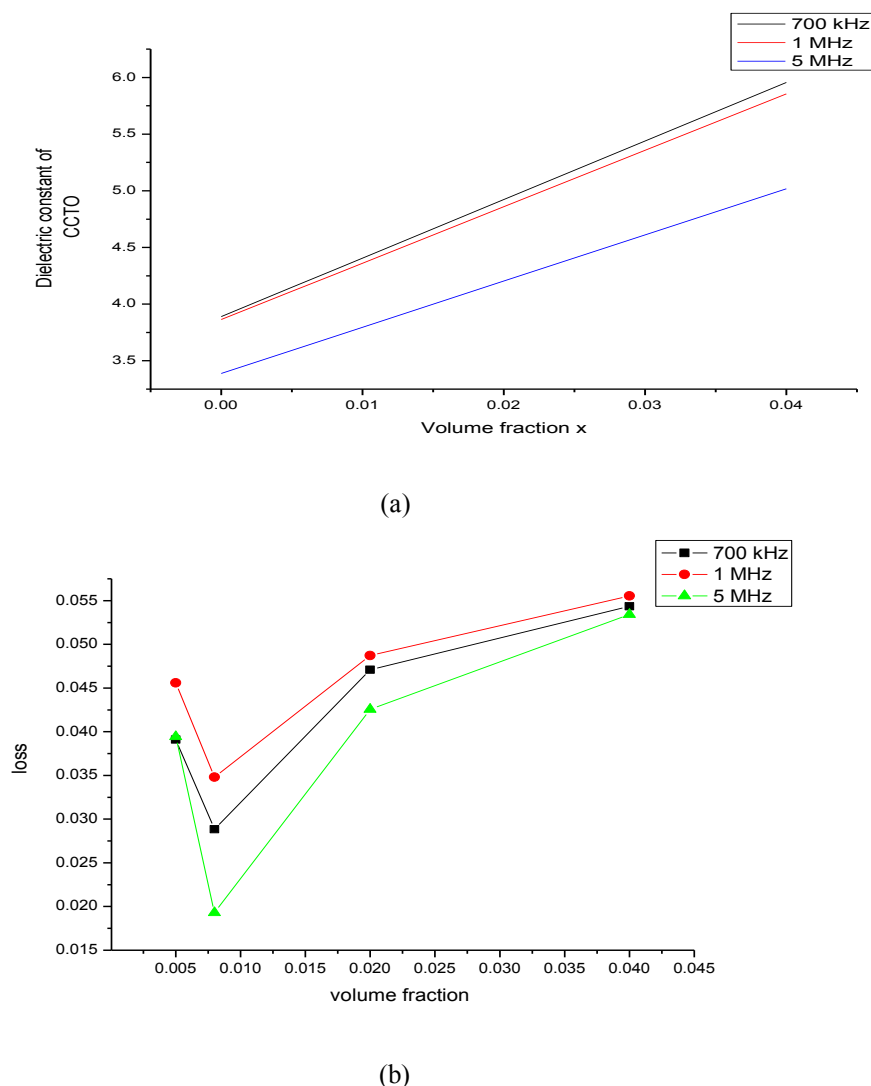 700 kHz
1 MHz
5 MHz
6.0
5.5
5.0
4.5
4.0
3.5
Dielectric constant of
CCTO
0.00 0.01 0.02 0.03 0.04
Volume fraction x
(a)
700 kHz
1 MHz
5 MHz
0.055
0.050
0.045
0.040
0.035
0.030
0.025
0.020
0.015
loss
0.005 0.010 0.015 0.020 0.025 0.030 0.035 0.040 0.045
volume fraction
(b)